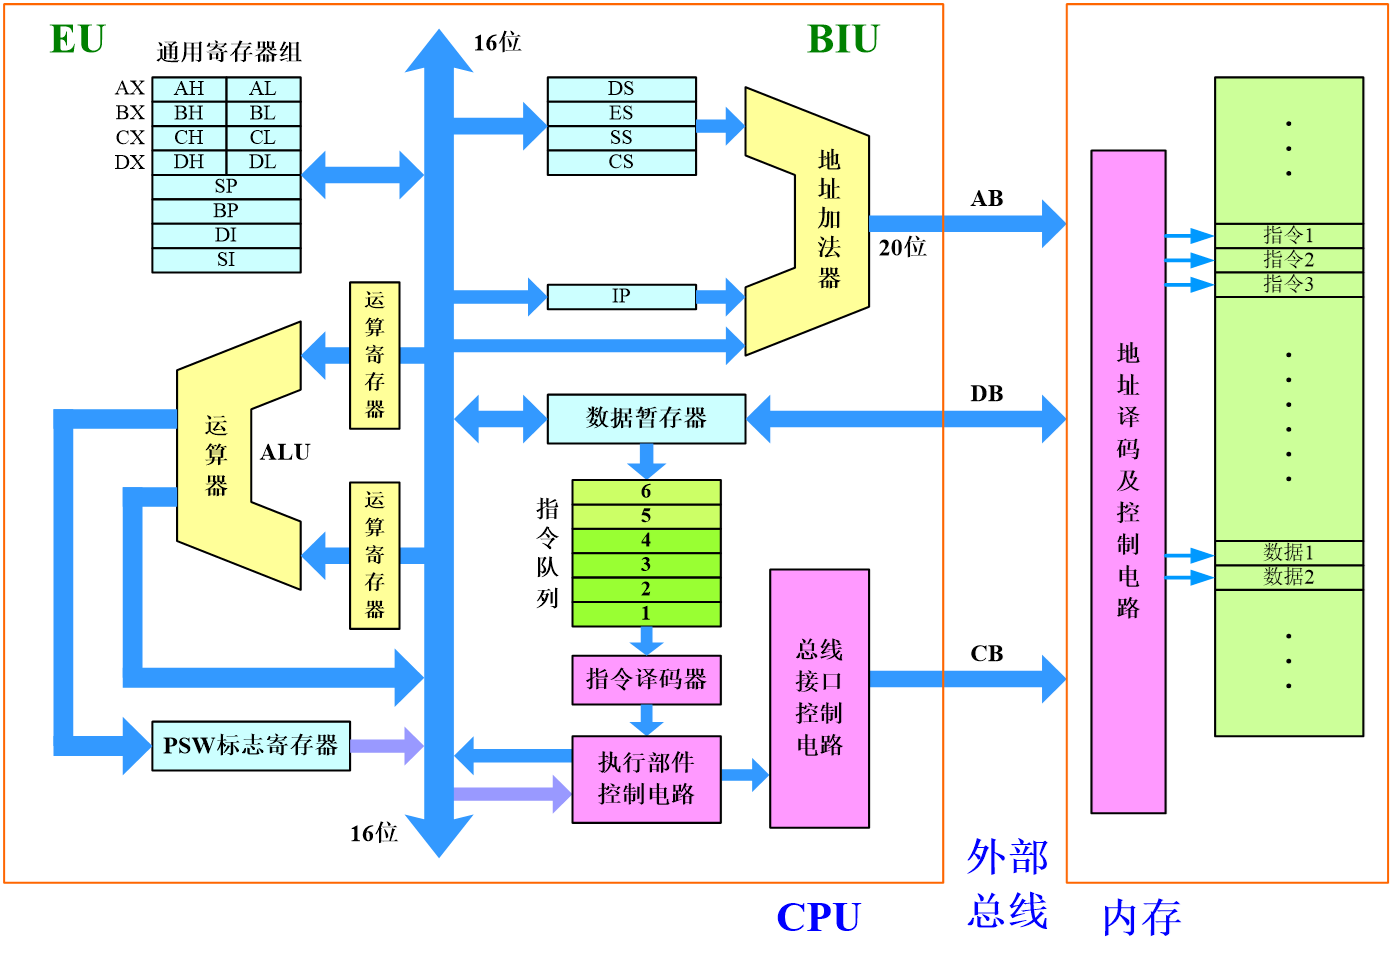 EU
BIU
通用寄存器组
16位
AX
AH
AL
BX
BH
BL
CX
CH
CL
DX
DH
DL
SP
BP
DI
SI
DS
ES
SS
CS
IP
地址加法器
20位
AB
DB
CB
运算寄存器
运算器
ALU
运算寄存器
数据暂存器
指令队列
6
5
4
3
2
1
指令译码器
执行部件
控制电路
总线
接口
控制
电路
PSW标志寄存器
16位
地址译码及控制电路
指令1
指令2
指令3
数据1
数据2
CPU
外部
总线
内存